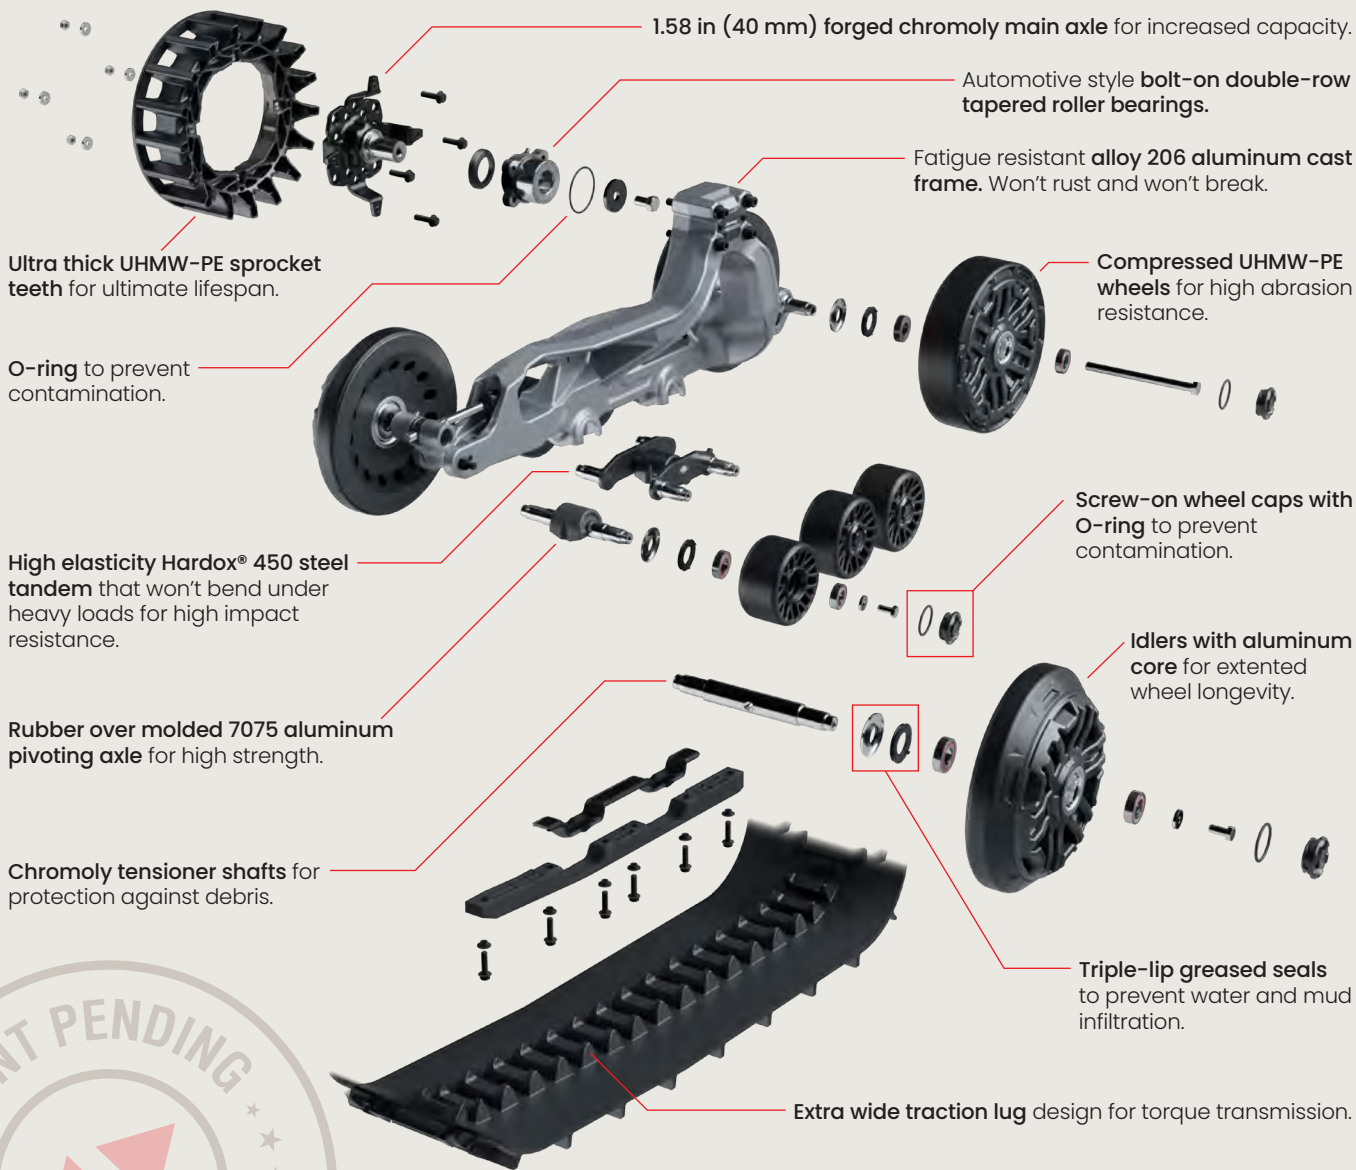 1.58 in (40 mm) forged chromoly main axle for increased capacity.
Automotive style bolt-on double-row
tapered roller bearings.
Fatigue resistant alloy 206 aluminum cast
frame. Won't rust and won't break.
Ultra thick UHMW-PE sprocket
teeth for ultimate lifespan.
Compressed UHMW-PE
wheels for high abrasion
resistance.
O-ring to prevent
contamination.
Screw-on wheel caps with
O-ring to prevent
contamination.
High elasticity Hardox® 450 steel
tandem that won't bend under
heavy loads for high impact
resistance.
Idlers with aluminum
core for extented
wheel longevity.
Rubber over molded 7075 aluminum
pivoting axle for high strength.
Chromoly tensioner shafts for
protection against debris.
Triple-lip greased seals
to prevent water and mud
infiltration.
Extra wide traction lug design for torque transmission.
NT PENDING